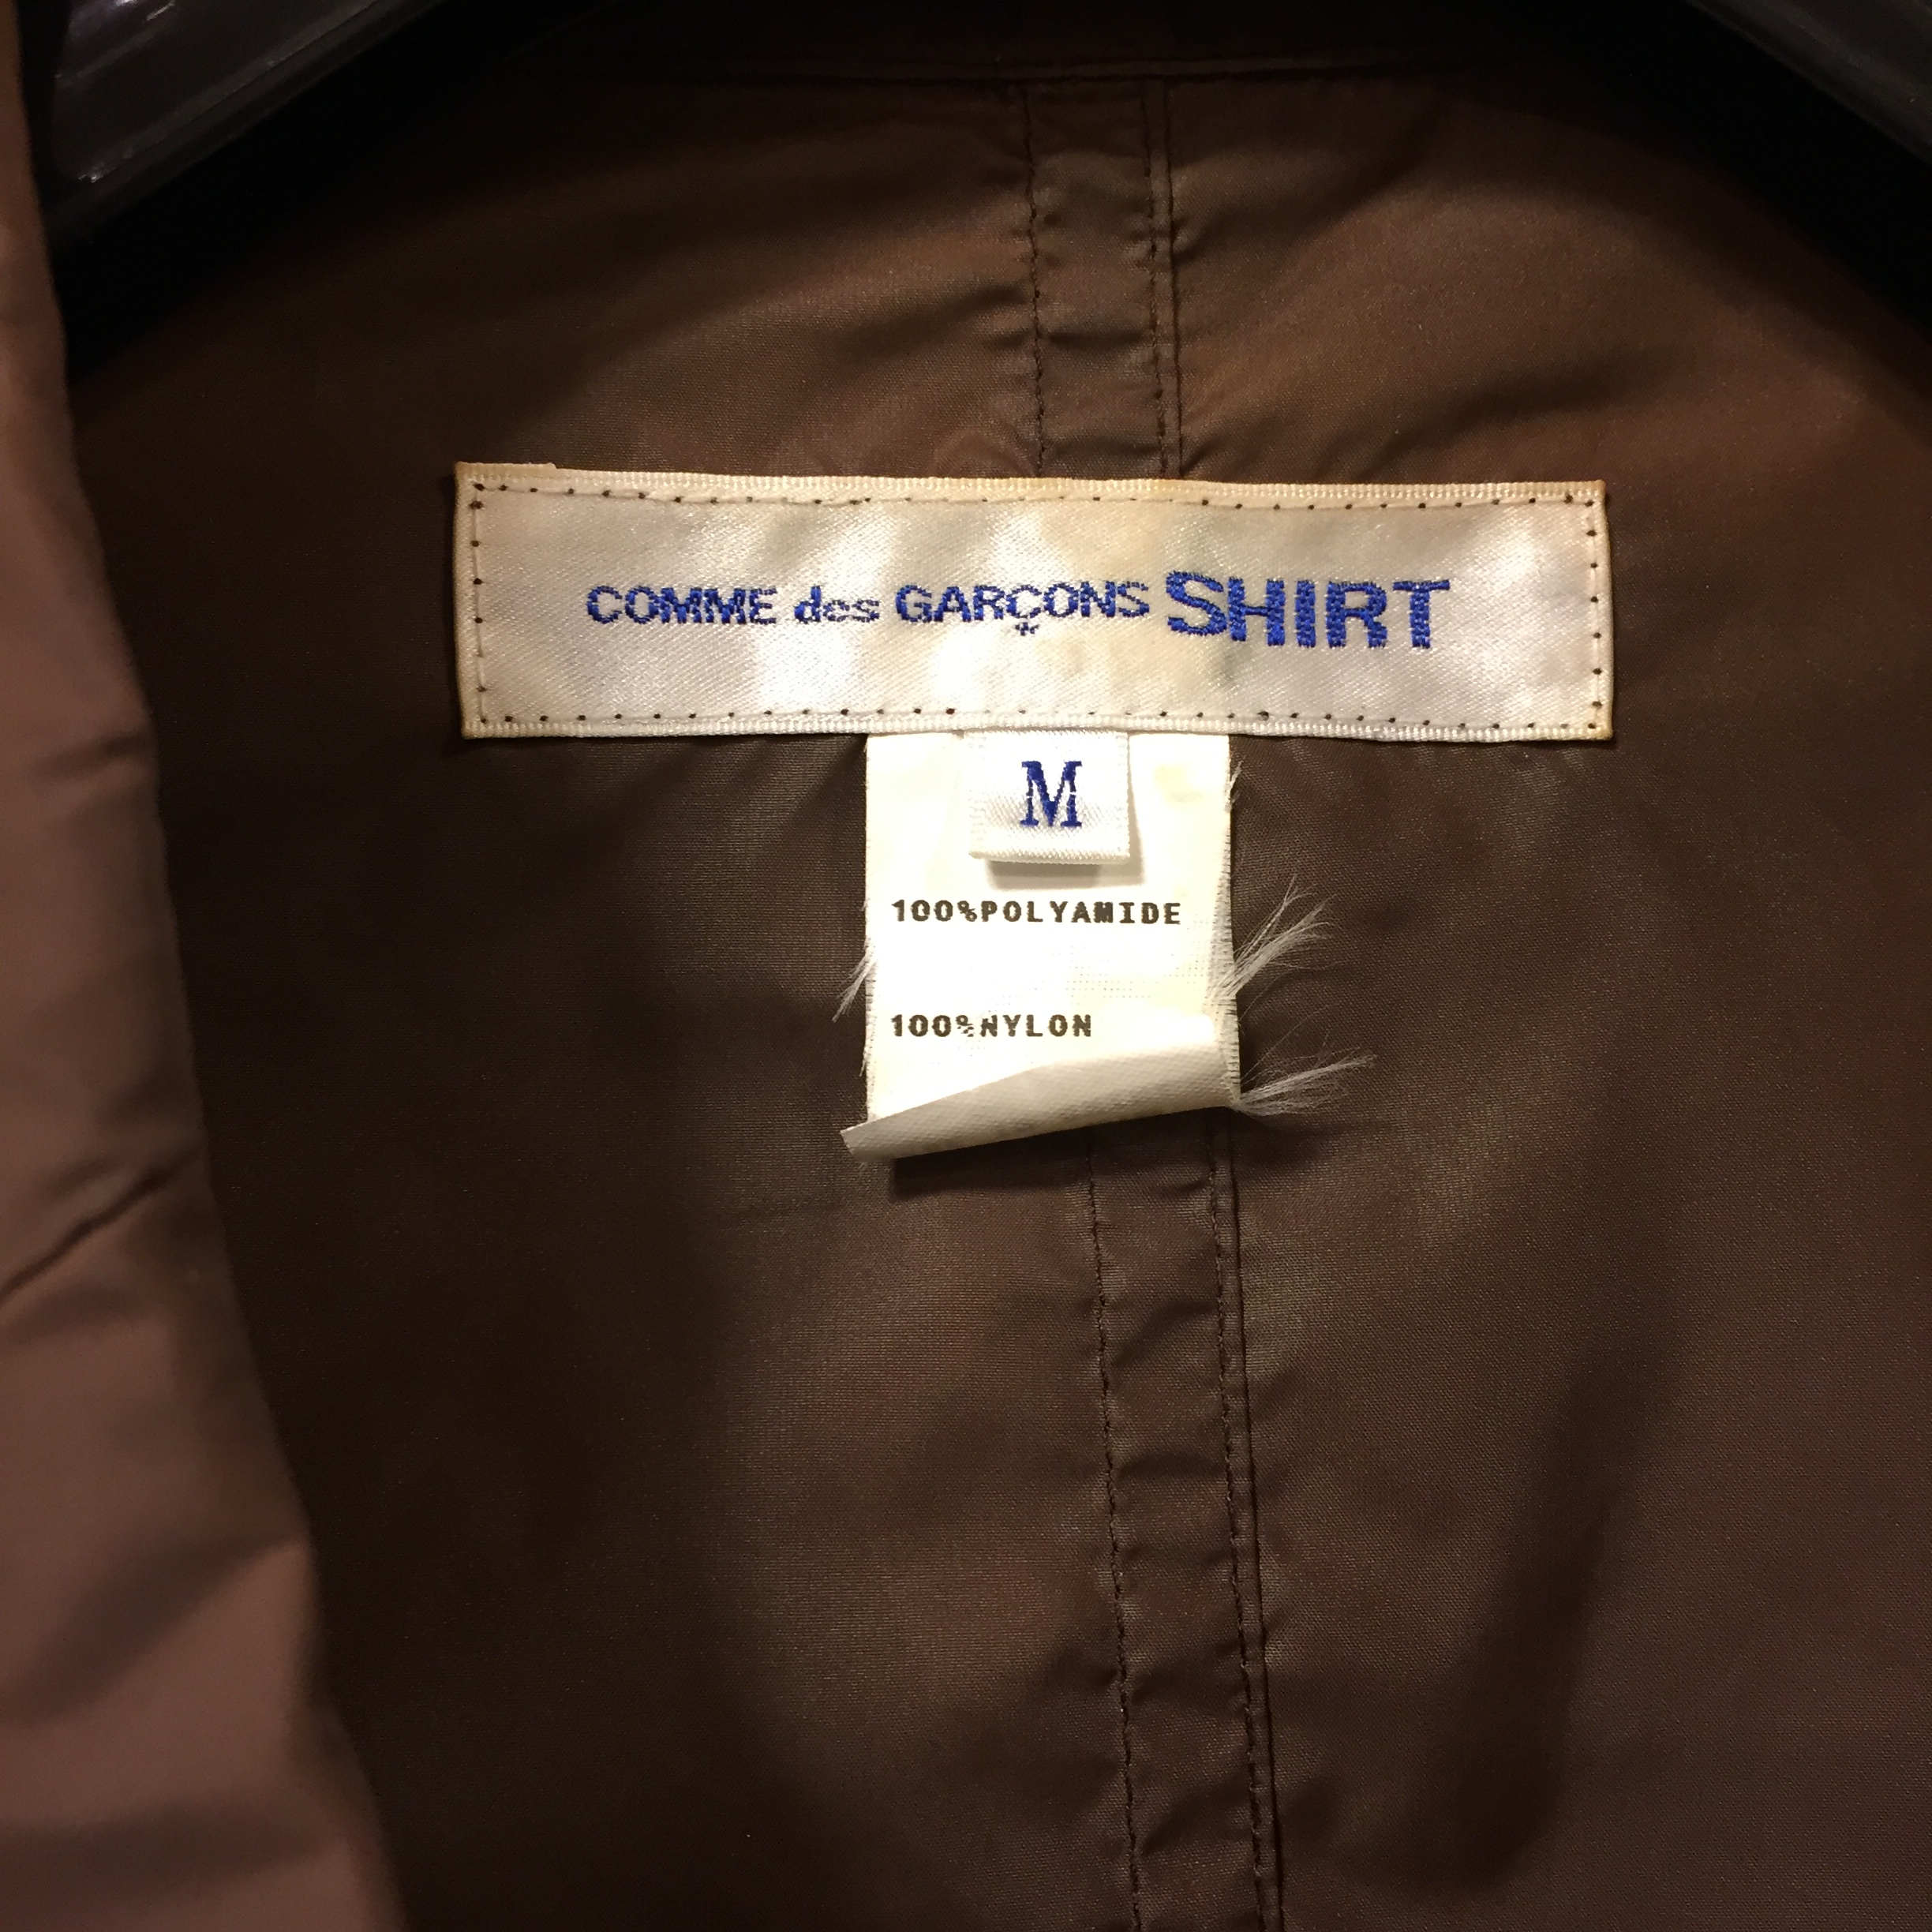 COMME des GARÇONS SHIRT
M
100%POLYAMIDE
100%NYLON